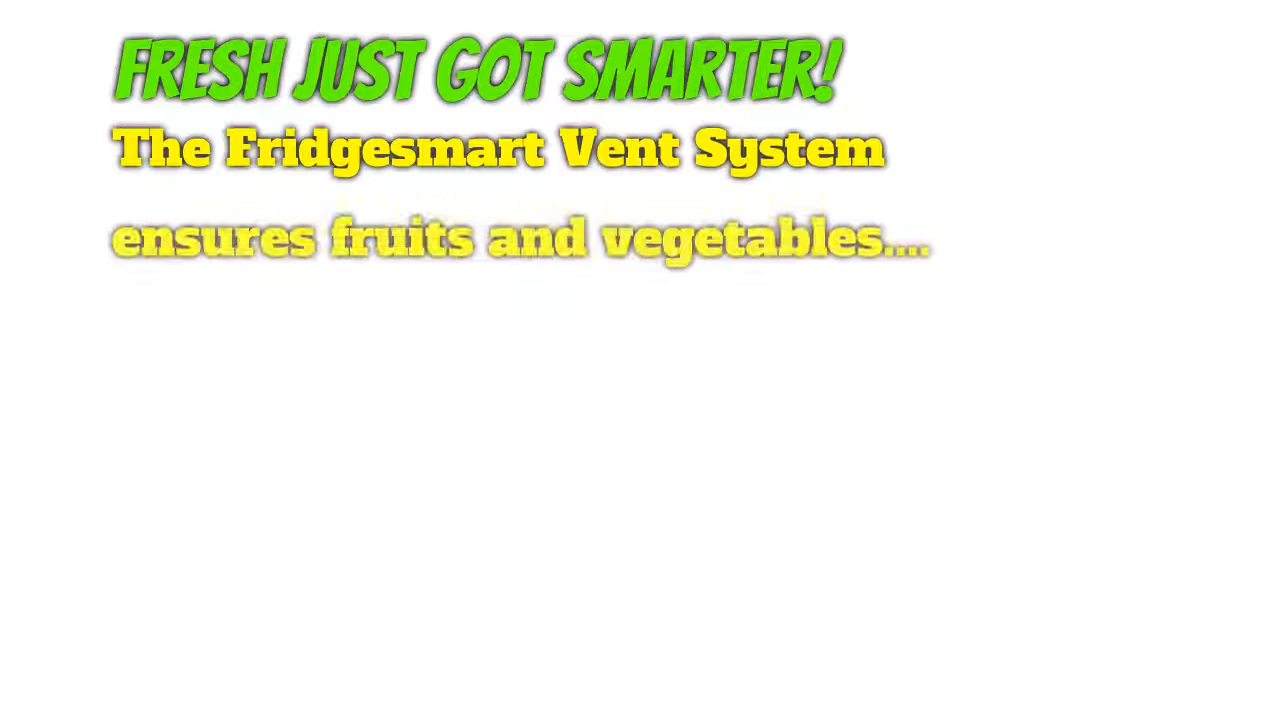 FRESH JUST GOT SMARTER!
The Fridgesmart Vent System
ensures fruits and vegetables....